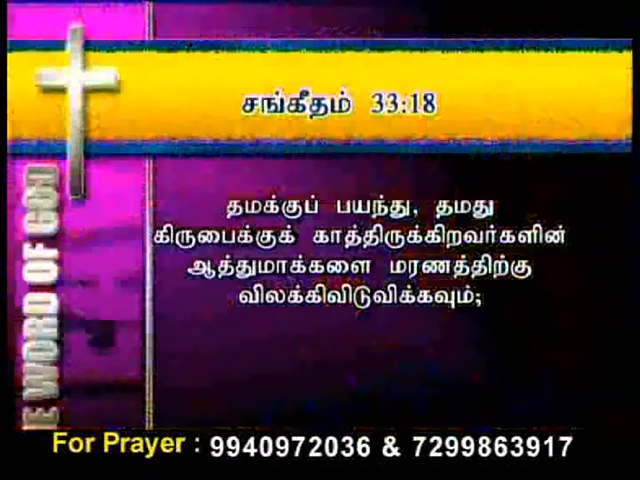 சங்கீதம் 33:18
தமக்குப் பயந்து, தமது
கிருபைக்குக் காத்திருக்கிறவர்களின்
ஆத்துமாக்களை மரணத்திற்கு
விலக்கிவிடுவிக்கவும்;
E WORD OF GOD
For Prayer : 9940972036 & 7299863917